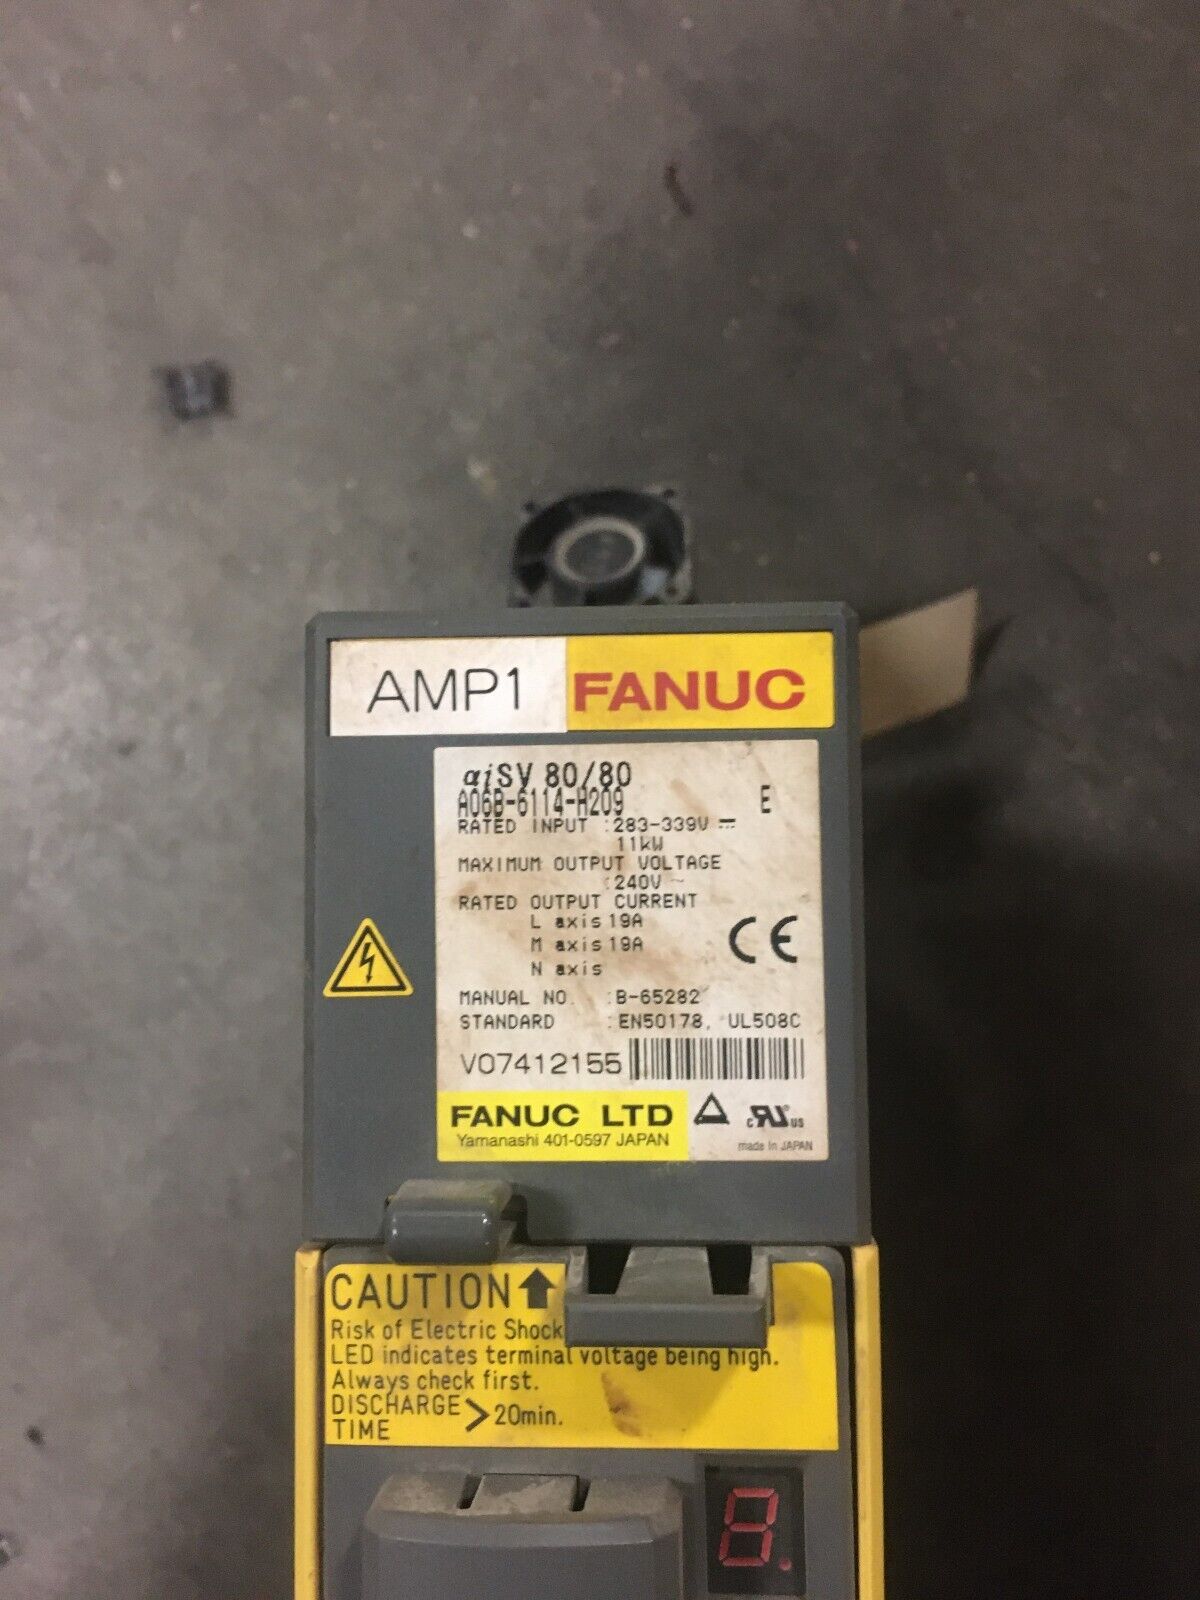 AMP1 FANUC
αiSV 80/80
A06B-6114-H209 E
RATED INPUT :283-339V ⎓
11kW
MAXIMUM OUTPUT VOLTAGE
:240V ~
RATED OUTPUT CURRENT
L axis 19A
M axis 19A
N axis
CE
MANUAL NO. :B-65282
STANDARD :EN50178, UL508C
V07412155
FANUC LTD
Yamanashi 401-0597 JAPAN
c RU us
made in JAPAN
CAUTION ⬆
Risk of Electric Shock
LED indicates terminal voltage being high.
Always check first.
DISCHARGE TIME > 20min.
8.